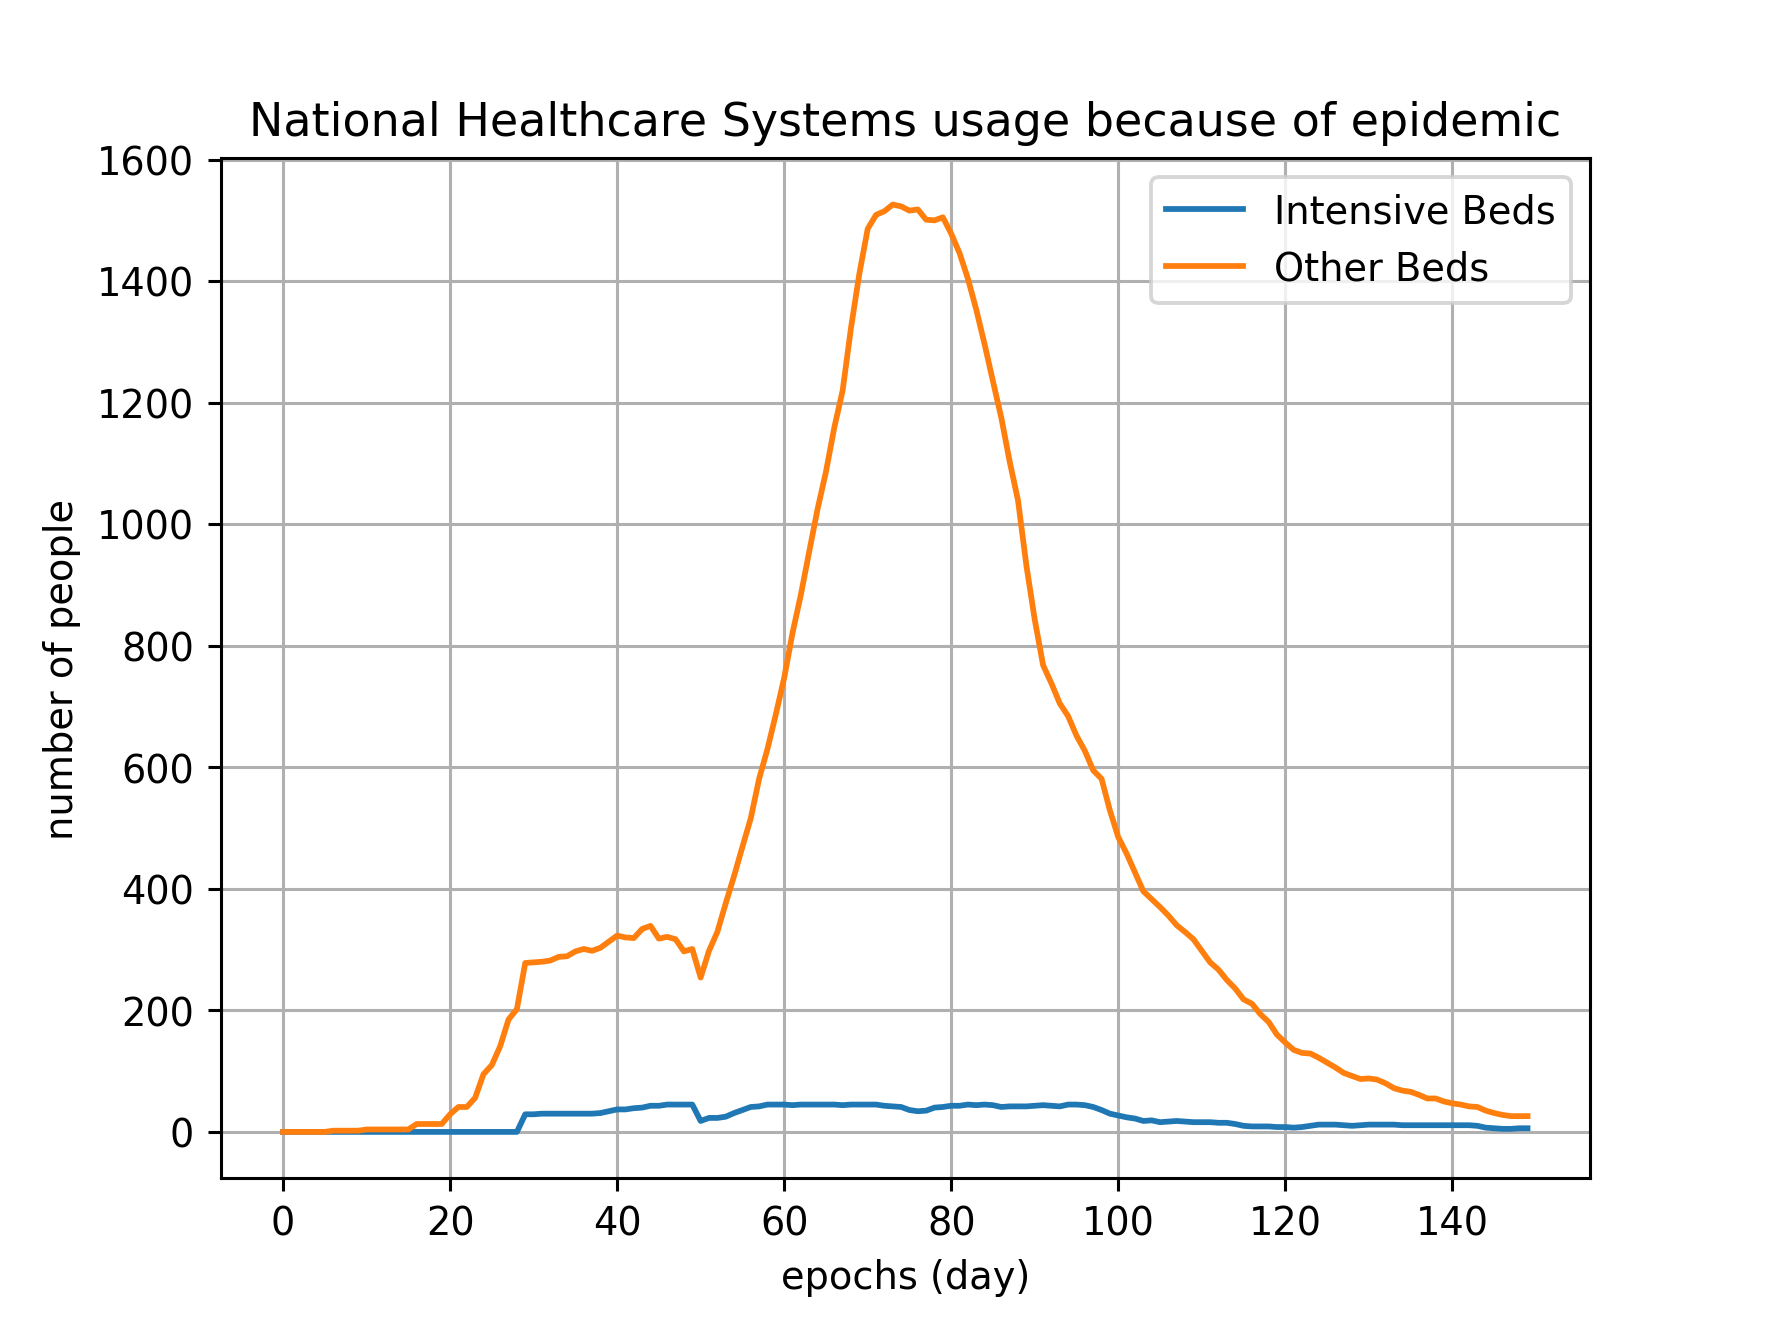 National Healthcare Systems usage because of epidemic
1600
1400
1200
1000
800
600
400
200
0
number of people
Intensive Beds
Other Beds
0 20 40 60 80 100 120 140
epochs (day)